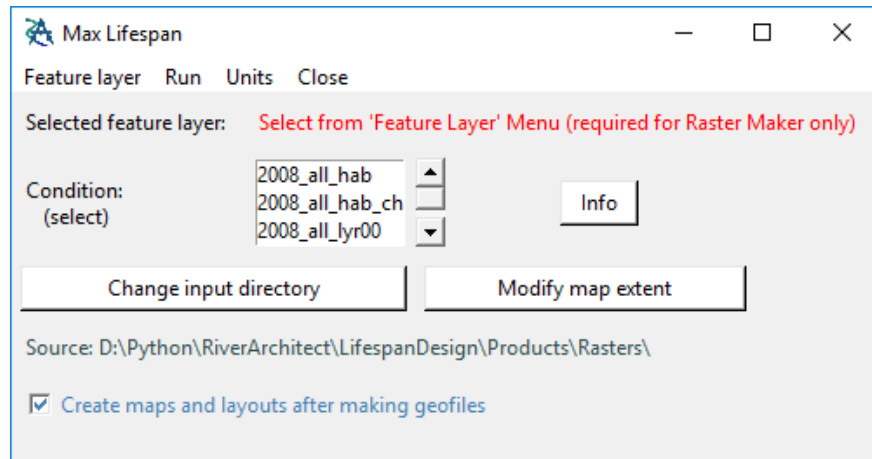 Max Lifespan
Feature layer Run Units Close
Selected feature layer: Select from 'Feature Layer' Menu (required for Raster Maker only)
Condition:
(select)
2008_all_hab
2008_all_hab_ch
2008_all_lyr00
Info
Change input directory Modify map extent
Source: D:\Python\RiverArchitect\LifespanDesign\Products\Rasters\
Create maps and layouts after making geofiles